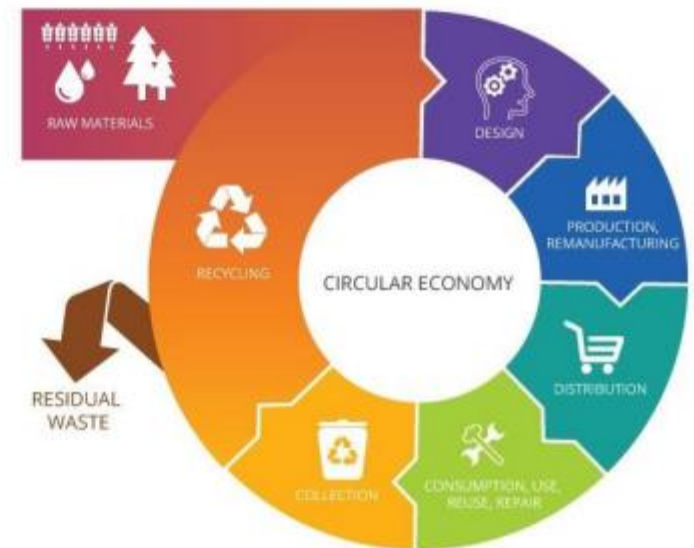 RAW MATERIALS
DESIGN
PRODUCTION,
REMANUFACTURING
RECYCLING
CIRCULAR ECONOMY
DISTRIBUTION
RESIDUAL
WASTE
COLLECTION
CONSUMPTION, USE,
REUSE, REPAIR